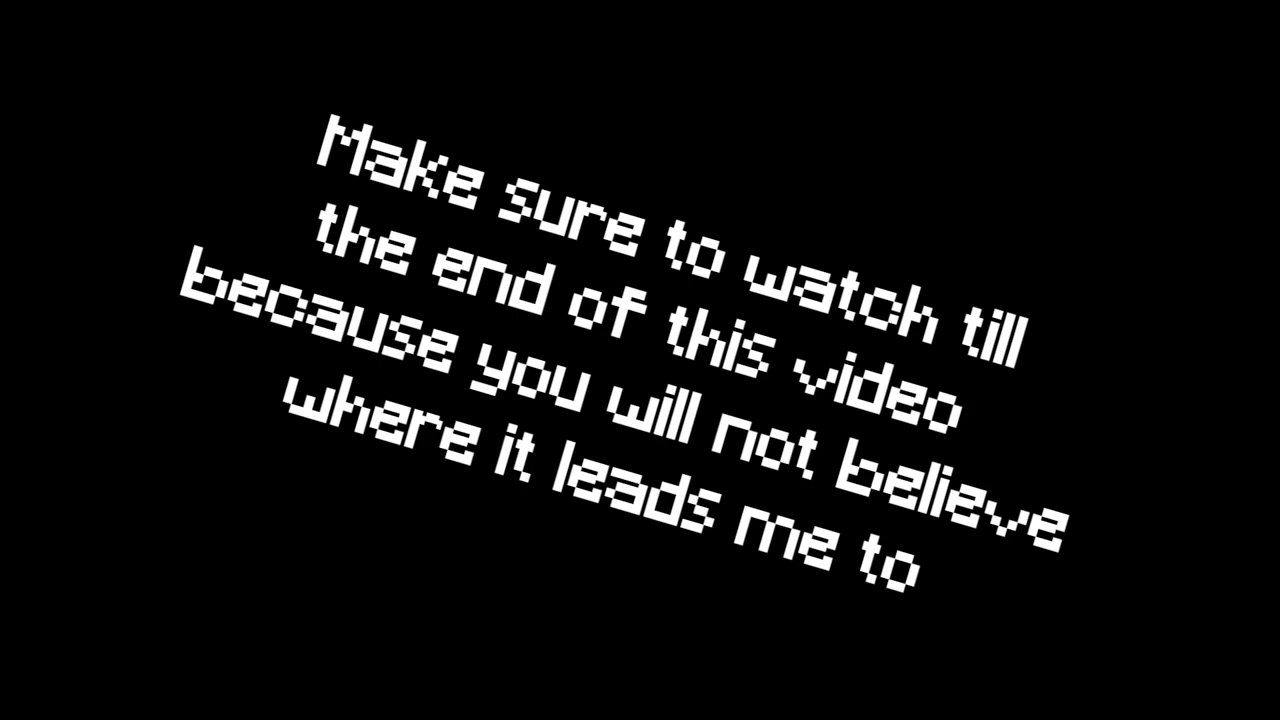 Make sure to watch till
the end of this video
because you will not believe
where it leads me to